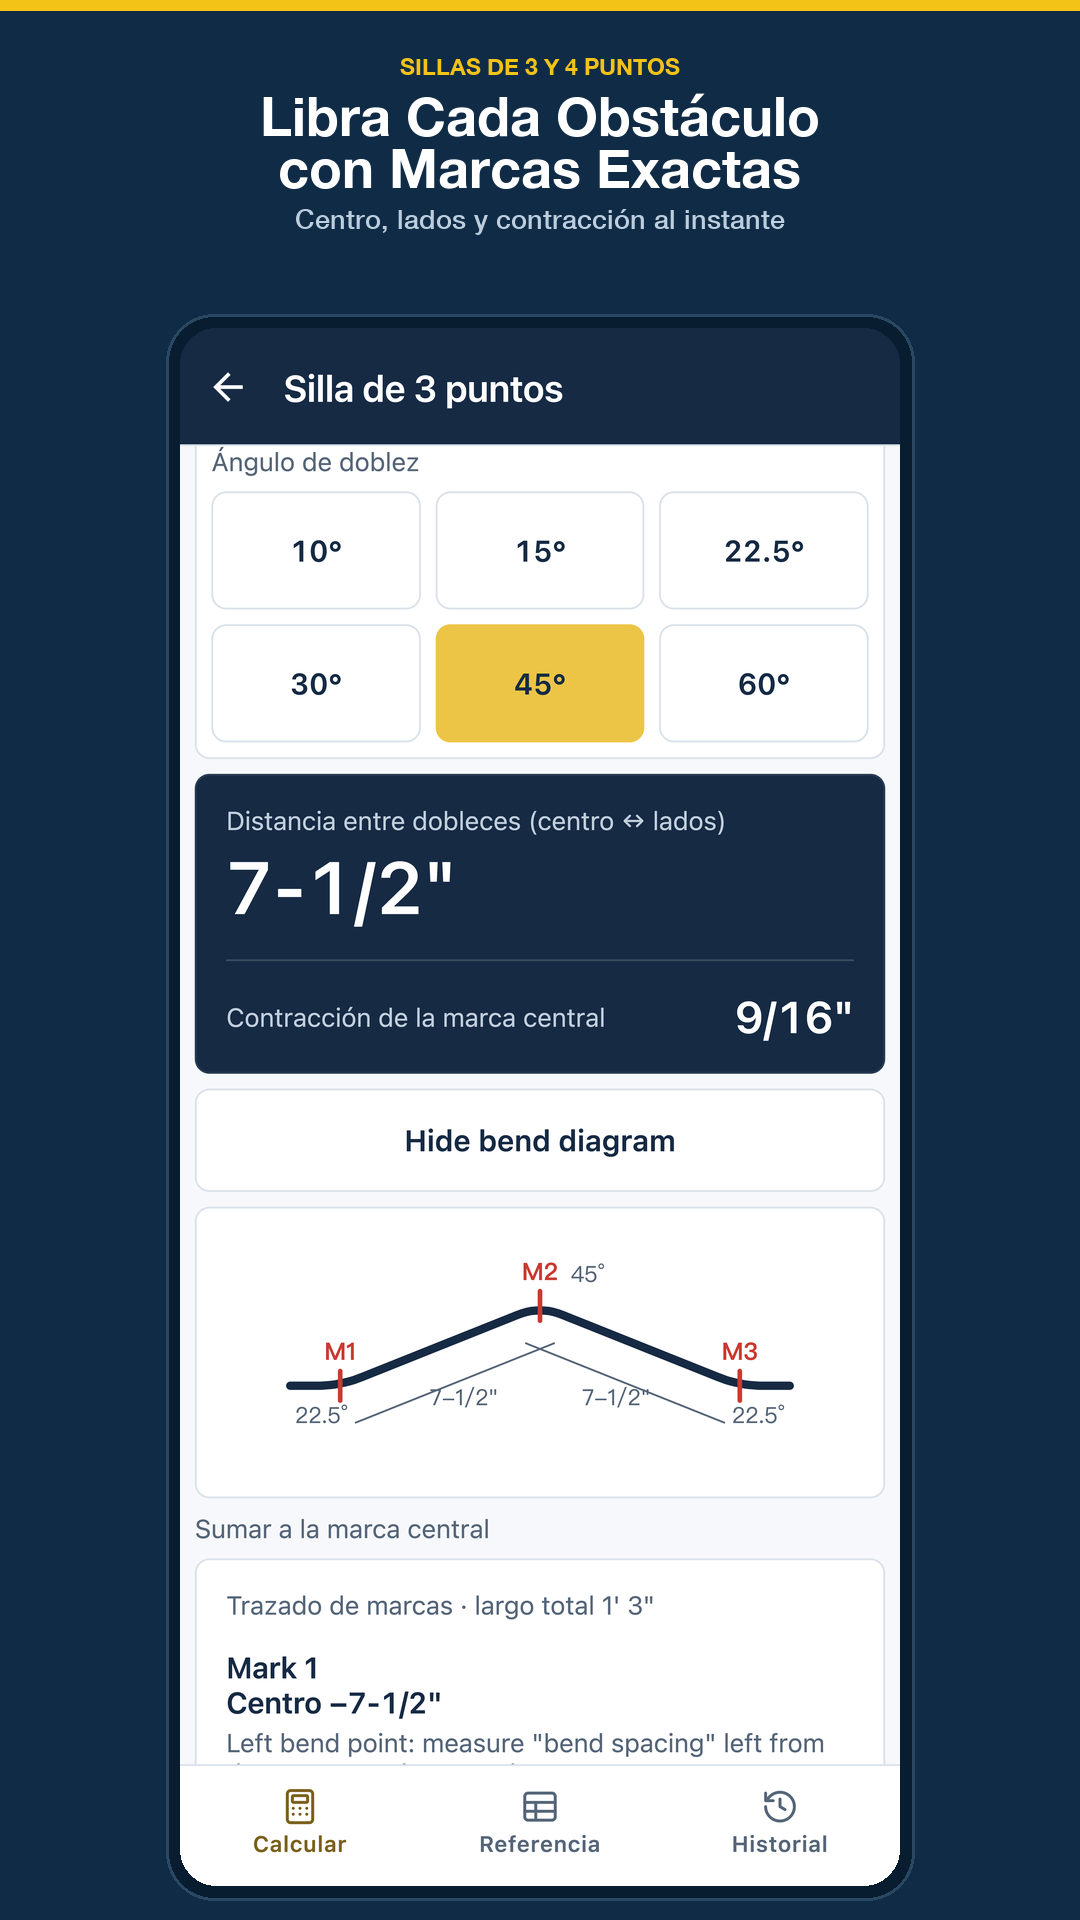 SILLAS DE 3 Y 4 PUNTOS
Libra Cada Obstáculo
con Marcas Exactas
Centro, lados y contracción al instante
Silla de 3 puntos
Ángulo de doblez
10°
15°
22.5°
30°
45°
60°
Distancia entre dobleces (centro ↔ lados)
7-1/2"
Contracción de la marca central
9/16"
Hide bend diagram
M2 45°
M1
M3
7–1/2"
7–1/2"
22.5°
22.5°
Sumar a la marca central
Trazado de marcas · largo total 1' 3"
Mark 1
Centro –7-1/2"
Left bend point: measure "bend spacing" left from
Calcular
Referencia
Historial